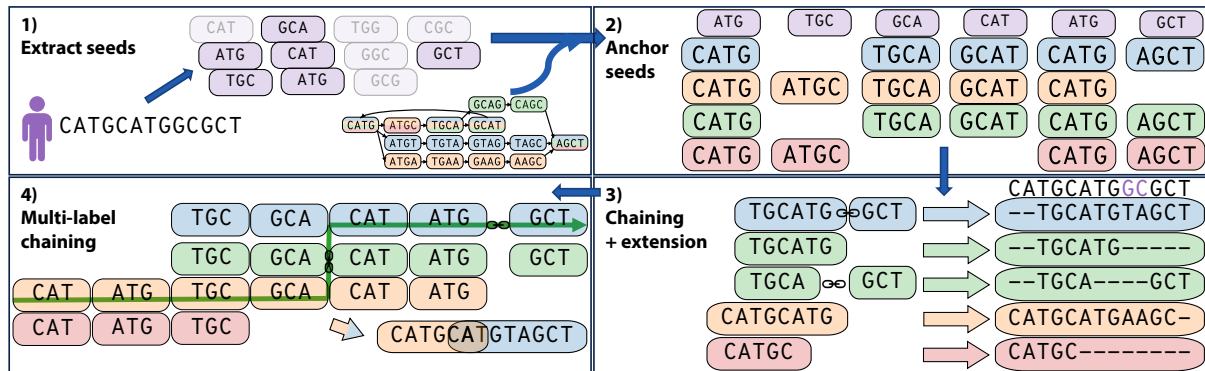 1)
Extract seeds
CAT GCA TGG CGC
ATG CAT GGC GCT
TGC ATG GCG
CATGCATGGCGCT
GCAG CAGC
CATG ATGC TGCA GCAT
ATGT TGTA GTAG TAGC AGCT
ATGA TGAA GAAG AAGC
2)
Anchor
seeds
ATG TGC GCA CAT ATG GCT
CATG TGCA GCAT CATG AGCT
CATG ATGC TGCA GCAT CATG
CATG TGCA GCAT CATG AGCT
CATG ATGC CATG AGCT
4)
Multi-label
chaining
TGC GCA CAT ATG GCT
TGC GCA CAT ATG GCT
CAT ATG TGC GCA CAT ATG
CAT ATG TGC
CATGCATGTAGCT
3)
Chaining
+ extension
CATGCATGGCGCT
TGCATG GCT --TGCATGTAGCT
TGCATG --TGCATG-----
TGCA GCT --TGCA----GCT
CATGCATG CATGCATGAAGC-
CATGC CATGC--------